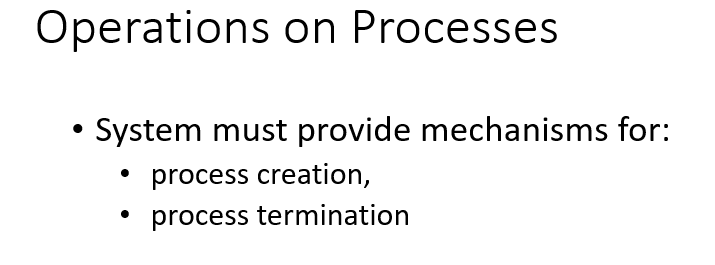 Operations on Processes
• System must provide mechanisms for:
• process creation,
• process termination